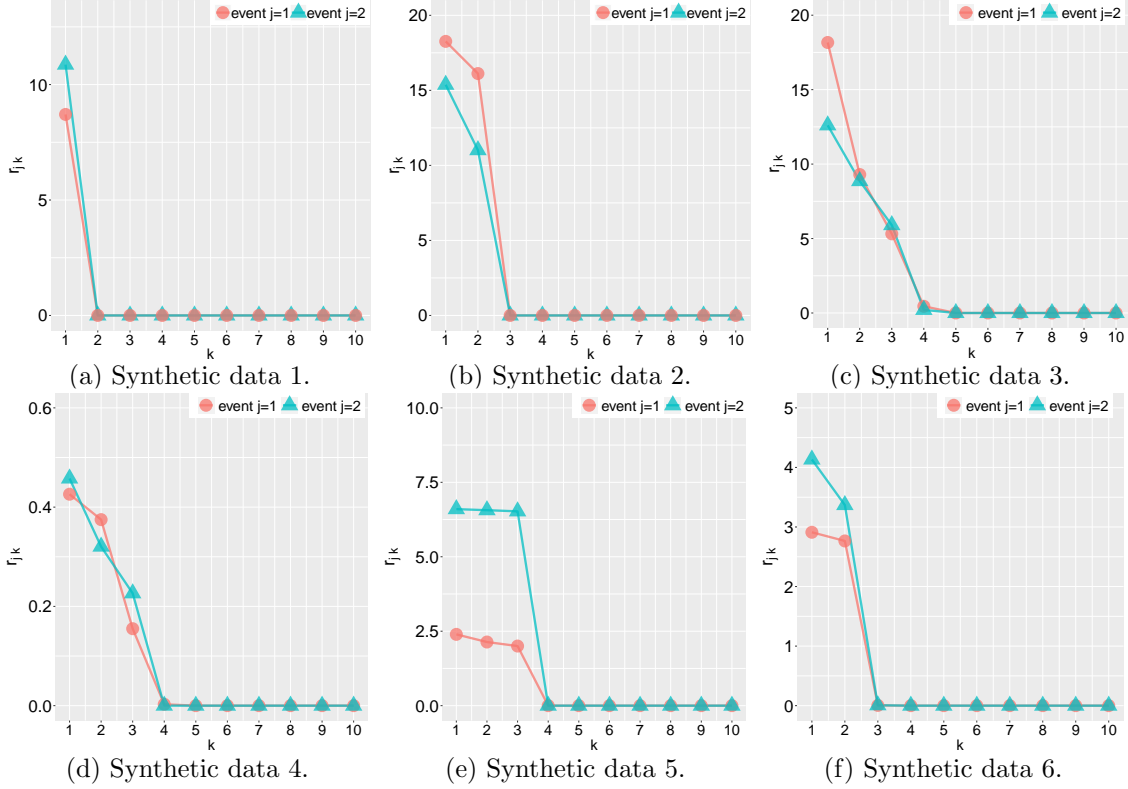 event j=1 event j=2
10
5
0
r_jk
1 2 3 4 5 6 7 8 9 10
k
(a) Synthetic data 1.
event j=1 event j=2
20
15
10
5
0
r_jk
1 2 3 4 5 6 7 8 9 10
k
(b) Synthetic data 2.
event j=1 event j=2
20
15
10
5
0
r_jk
1 2 3 4 5 6 7 8 9 10
k
(c) Synthetic data 3.
event j=1 event j=2
0.6
0.4
0.2
0.0
r_jk
1 2 3 4 5 6 7 8 9 10
k
(d) Synthetic data 4.
event j=1 event j=2
10.0
7.5
5.0
2.5
0.0
r_jk
1 2 3 4 5 6 7 8 9 10
k
(e) Synthetic data 5.
event j=1 event j=2
5
4
3
2
1
0
r_jk
1 2 3 4 5 6 7 8 9 10
k
(f) Synthetic data 6.